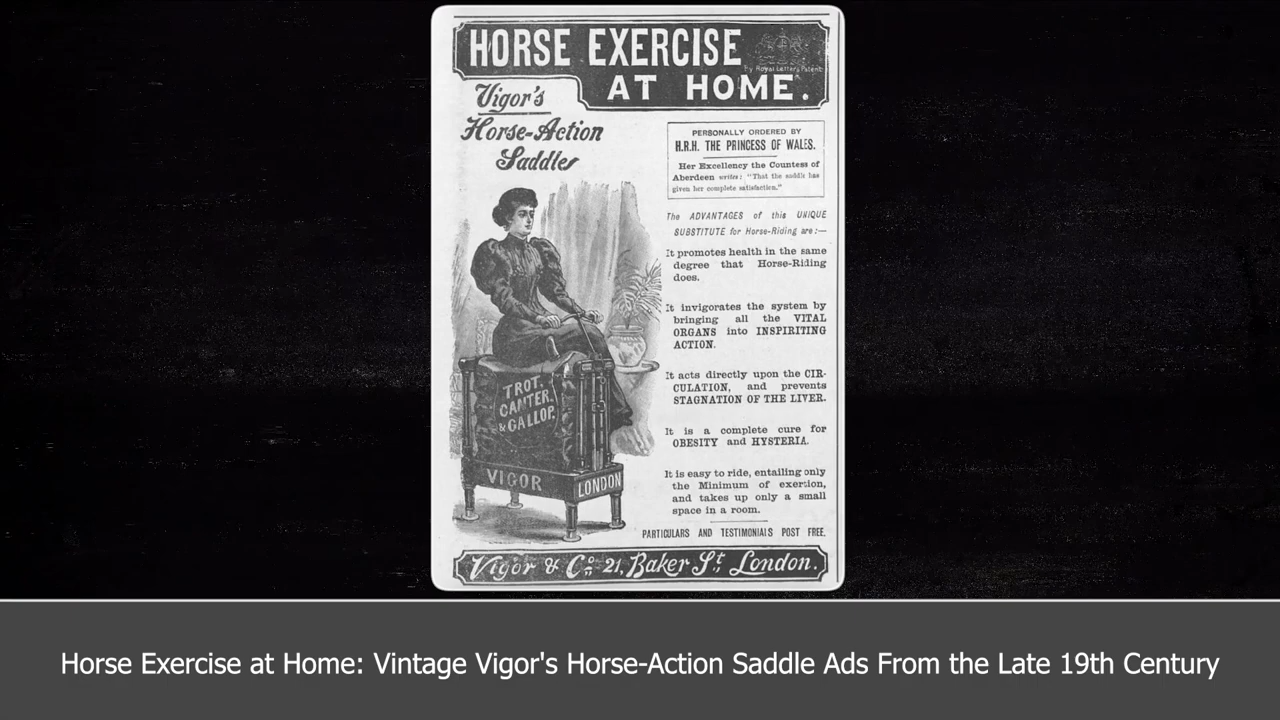 HORSE EXERCISE
by Royal Letters Patent.
AT HOME.
Vigor's
Horse-Action
Saddle
PERSONALLY ORDERED BY
H.R.H. THE PRINCESS OF WALES.
Her Excellency the Countess of
Aberdeen writes: "That the saddle has
given her complete satisfaction."
The ADVANTAGES of this UNIQUE
SUBSTITUTE for Horse-Riding are:—
It promotes health in the same
degree that Horse-Riding
does.
It invigorates the system by
bringing all the VITAL
ORGANS into INSPIRITING
ACTION.
It acts directly upon the CIR-
CULATION, and prevents
STAGNATION OF THE LIVER.
It is a complete cure for
OBESITY and HYSTERIA.
It is easy to ride, entailing only
the Minimum of exertion,
and takes up only a small
space in a room.
PARTICULARS AND TESTIMONIALS POST FREE.
TROT,
CANTER,
& GALLOP.
VIGOR LONDON
Vigor & Co. 21, Baker St. London.
Horse Exercise at Home: Vintage Vigor's Horse-Action Saddle Ads From the Late 19th Century